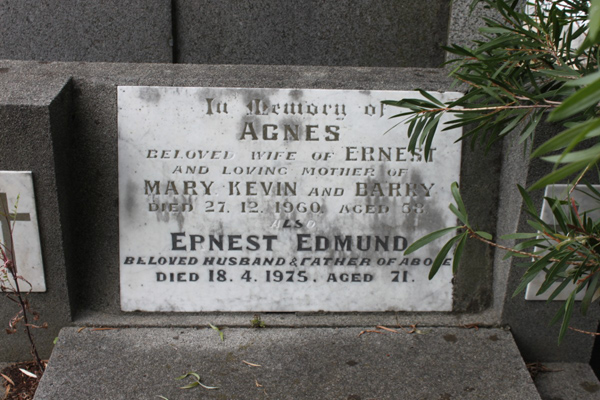 In Memory of
AGNES
BELOVED WIFE OF ERNEST
AND LOVING MOTHER OF
MARY KEVIN AND BARRY
DIED 27. 12. 1960. AGED
ALSO
ERNEST EDMUND
BELOVED HUSBAND & FATHER OF ABOVE
DIED 18. 4. 1975. AGED 71.